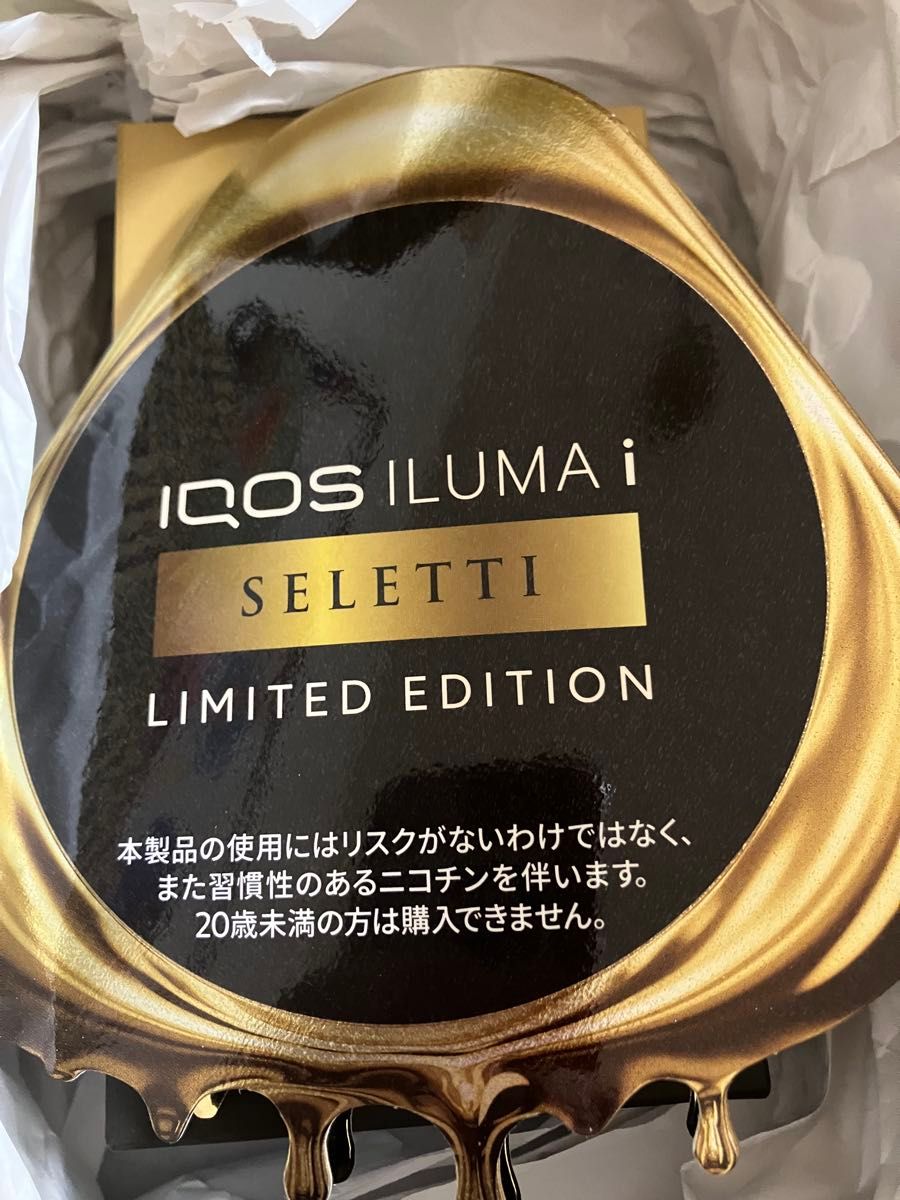 IQOS ILUMA i
SELETTI
LIMITED EDITION
本製品の使用にはリスクがないわけではなく、
また習慣性のあるニコチンを伴います。
20歳未満の方は購入できません。